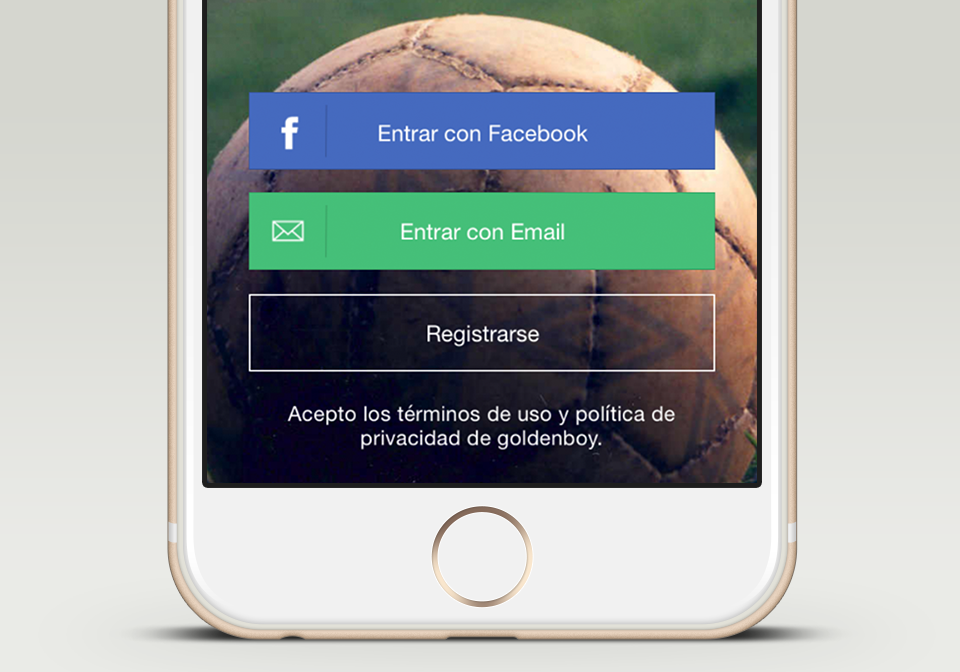 Entrar con Facebook
Entrar con Email
Registrarse
Acepto los términos de uso y política de
privacidad de goldenboy.